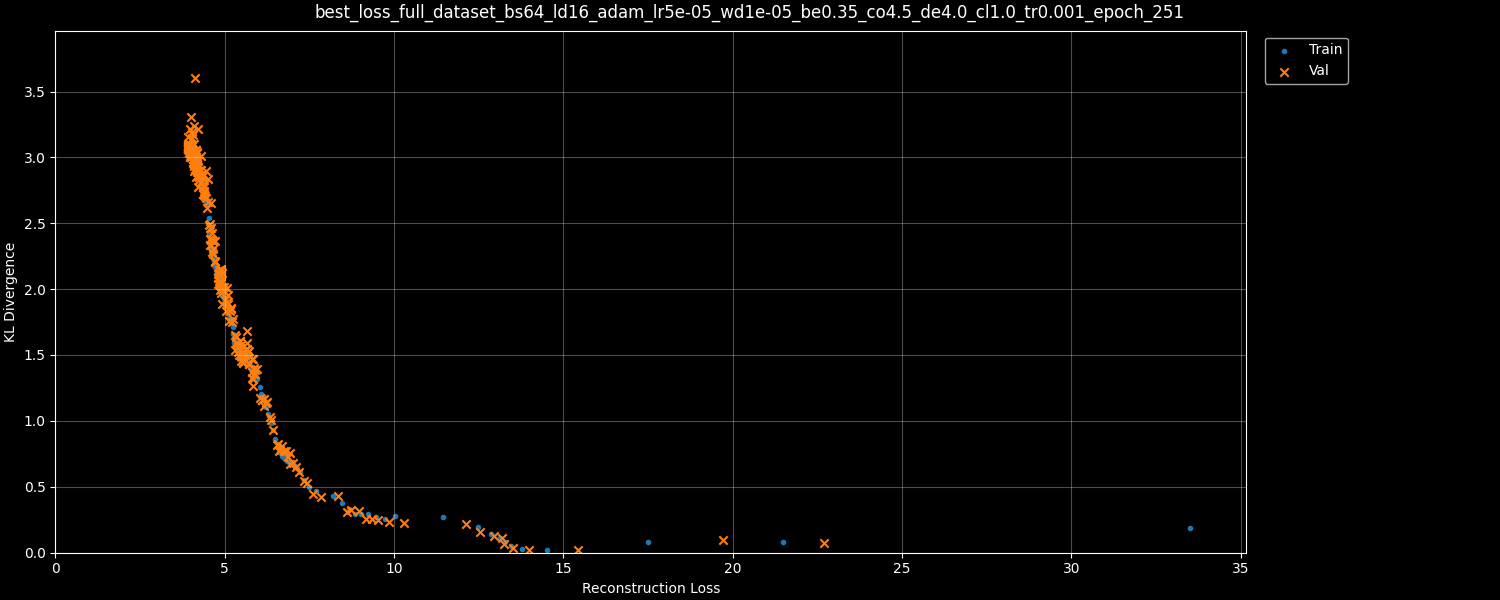 best_loss_full_dataset_bs64_ld16_adam_lr5e-05_wd1e-05_be0.35_co4.5_de4.0_cl1.0_tr0.001_epoch_251
Train
Val
KL Divergence
3.5
3.0
2.5
2.0
1.5
1.0
0.5
0.0
0 5 10 15 20 25 30 35
Reconstruction Loss